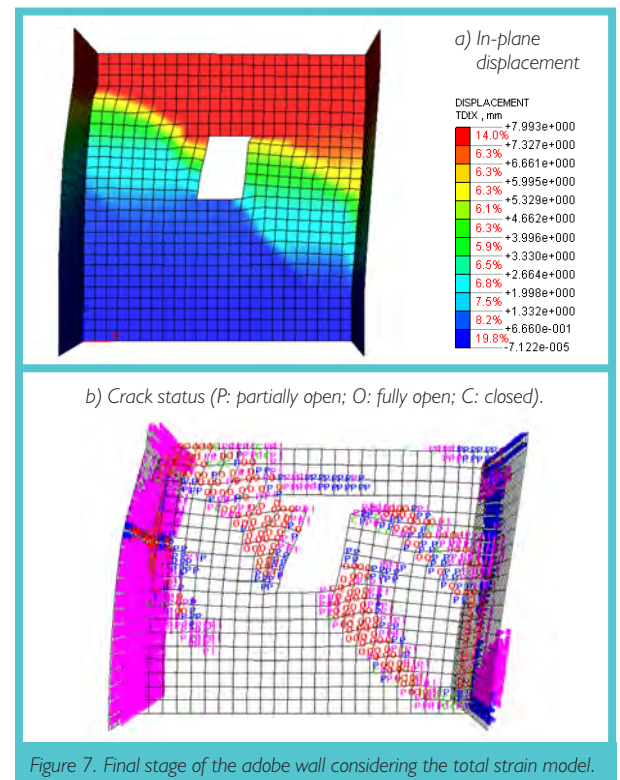 a) In-plane
displacement
DISPLACEMENT
TDtX , mm
+7.993e+000
14.0%
+7.327e+000
6.3%
+6.661e+000
6.3%
+5.995e+000
6.3%
+5.329e+000
6.1%
+4.662e+000
6.3%
+3.996e+000
5.9%
+3.330e+000
6.5%
+2.664e+000
6.8%
+1.998e+000
7.5%
+1.332e+000
8.2%
+6.660e-001
19.8%
-7.122e-005
b) Crack status (P: partially open; O: fully open; C: closed).
Figure 7. Final stage of the adobe wall considering the total strain model.